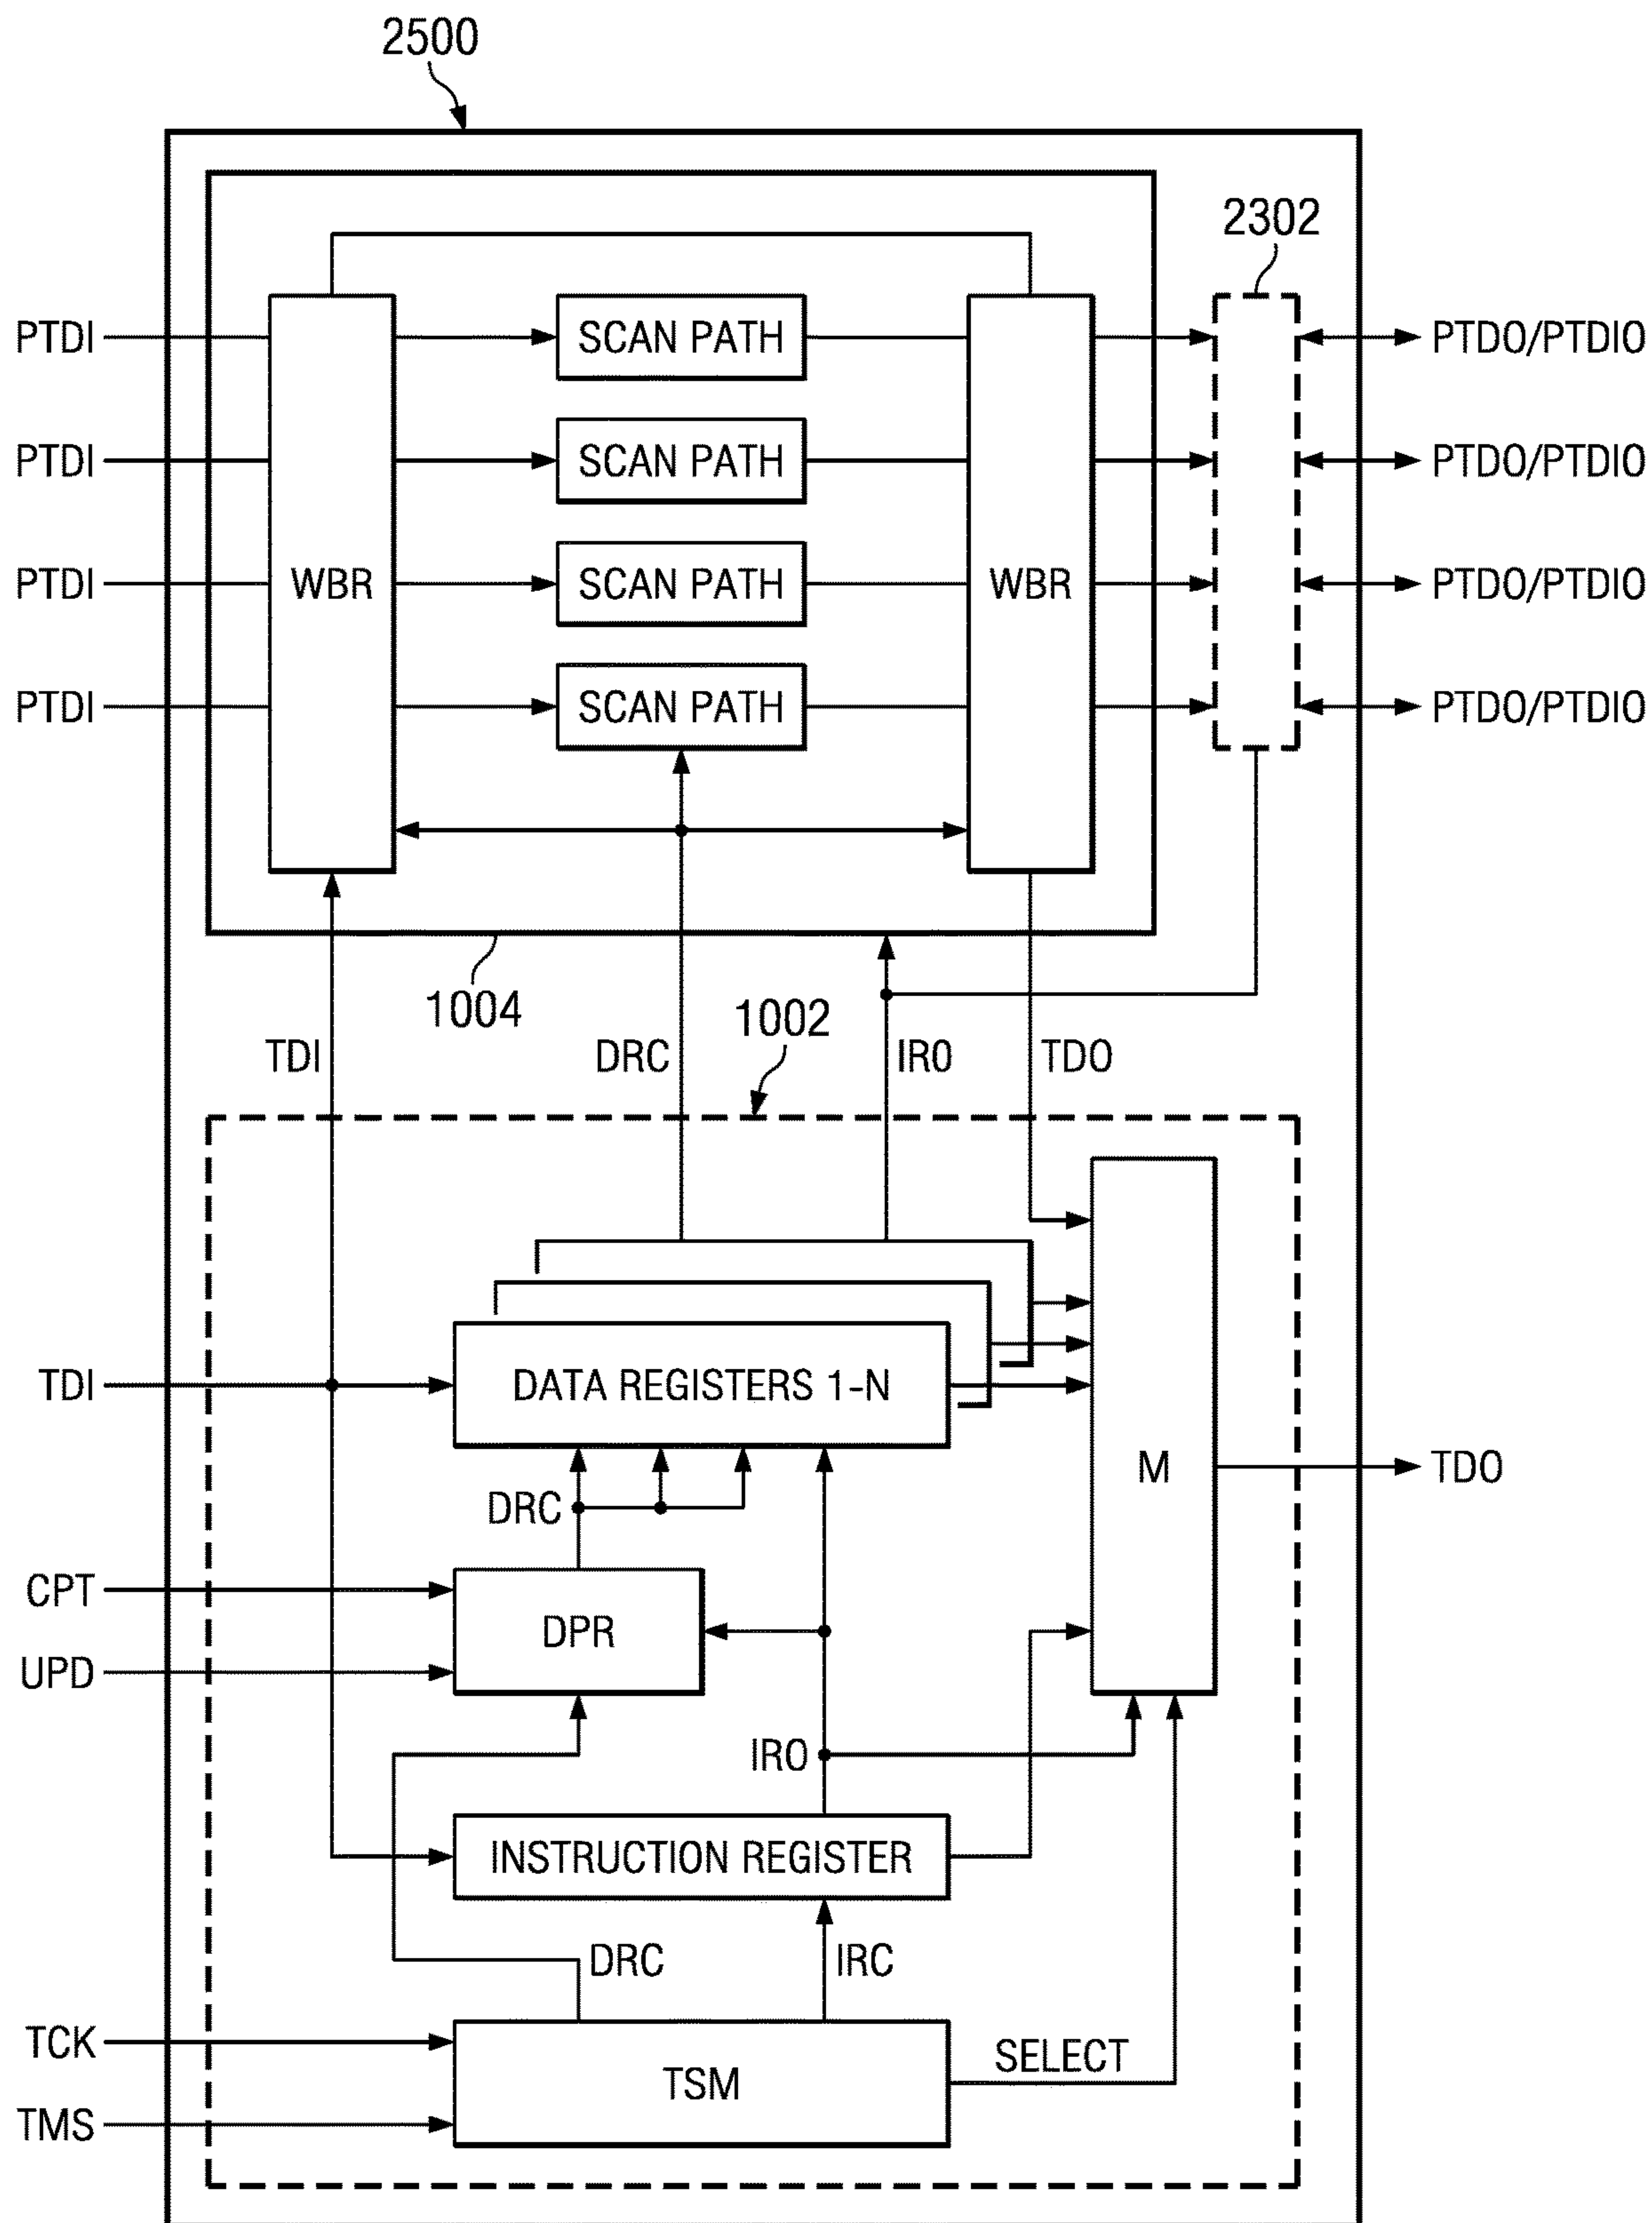 2500
2302
PTDI
SCAN PATH
PTDO/PTDIO
PTDI
SCAN PATH
PTDO/PTDIO
PTDI
WBR
SCAN PATH
WBR
PTDO/PTDIO
PTDI
SCAN PATH
PTDO/PTDIO
1004
1002
TDI
DRC
IRO
TDO
TDI
DATA REGISTERS 1-N
M
TDO
DRC
CPT
DPR
UPD
IRO
INSTRUCTION REGISTER
DRC
IRC
TCK
TSM
SELECT
TMS